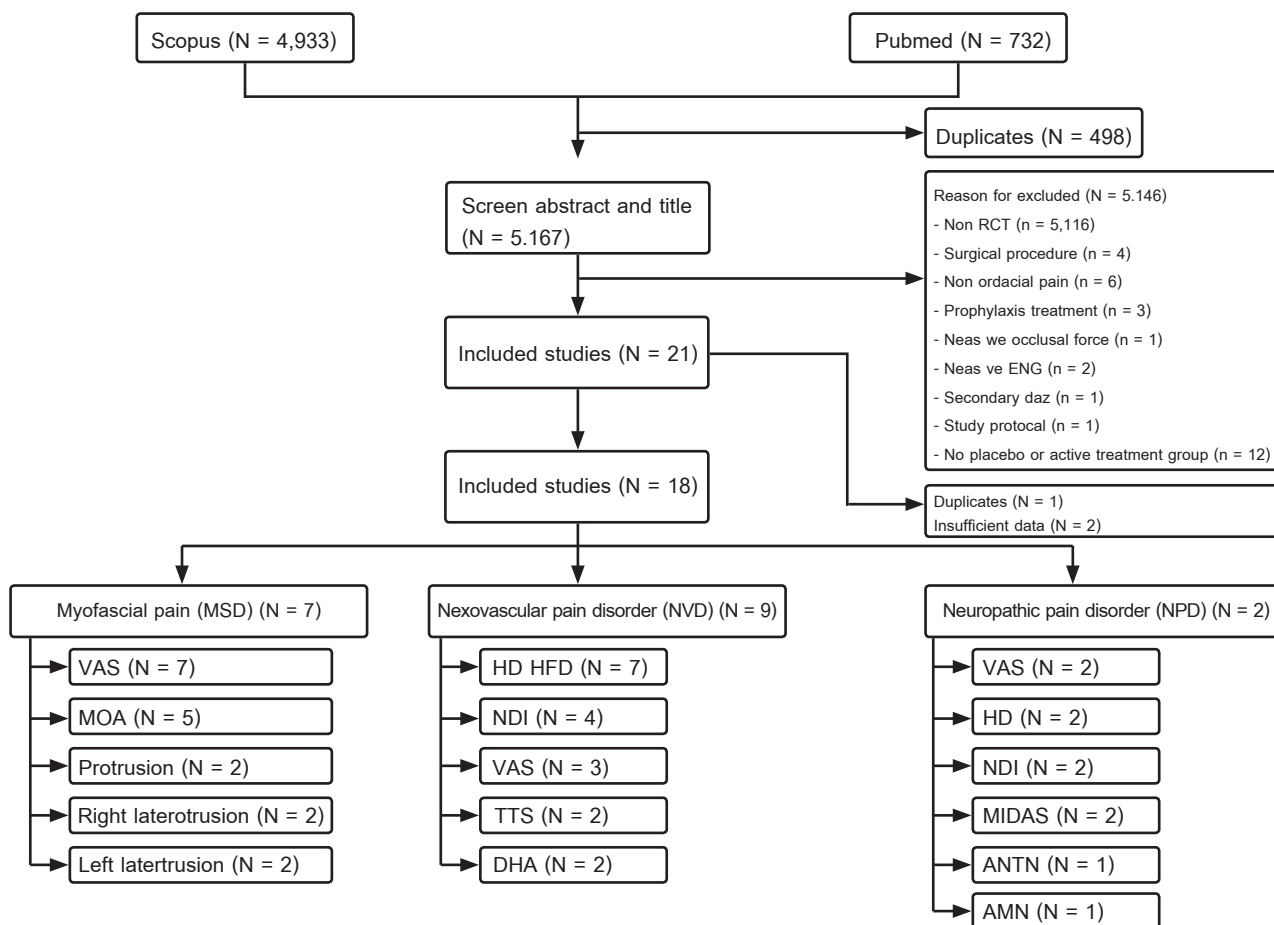 Scopus (N = 4,933)
Pubmed (N = 732)
Duplicates (N = 498)
Screen abstract and title
(N = 5.167)
Reason for excluded (N = 5.146)
- Non RCT (n = 5,116)
- Surgical procedure (n = 4)
- Non ordacial pain (n = 6)
- Prophylaxis treatment (n = 3)
- Neas we occlusal force (n = 1)
- Neas ve ENG (n = 2)
- Secondary daz (n = 1)
- Study protocal (n = 1)
- No placebo or active treatment group (n = 12)
Included studies (N = 21)
Included studies (N = 18)
Duplicates (N = 1)
Insufficient data (N = 2)
Myofascial pain (MSD) (N = 7)
VAS (N = 7)
MOA (N = 5)
Protrusion (N = 2)
Right laterotrusion (N = 2)
Left latertrusion (N = 2)
Nexovascular pain disorder (NVD) (N = 9)
HD HFD (N = 7)
NDI (N = 4)
VAS (N = 3)
TTS (N = 2)
DHA (N = 2)
Neuropathic pain disorder (NPD) (N = 2)
VAS (N = 2)
HD (N = 2)
NDI (N = 2)
MIDAS (N = 2)
ANTN (N = 1)
AMN (N = 1)